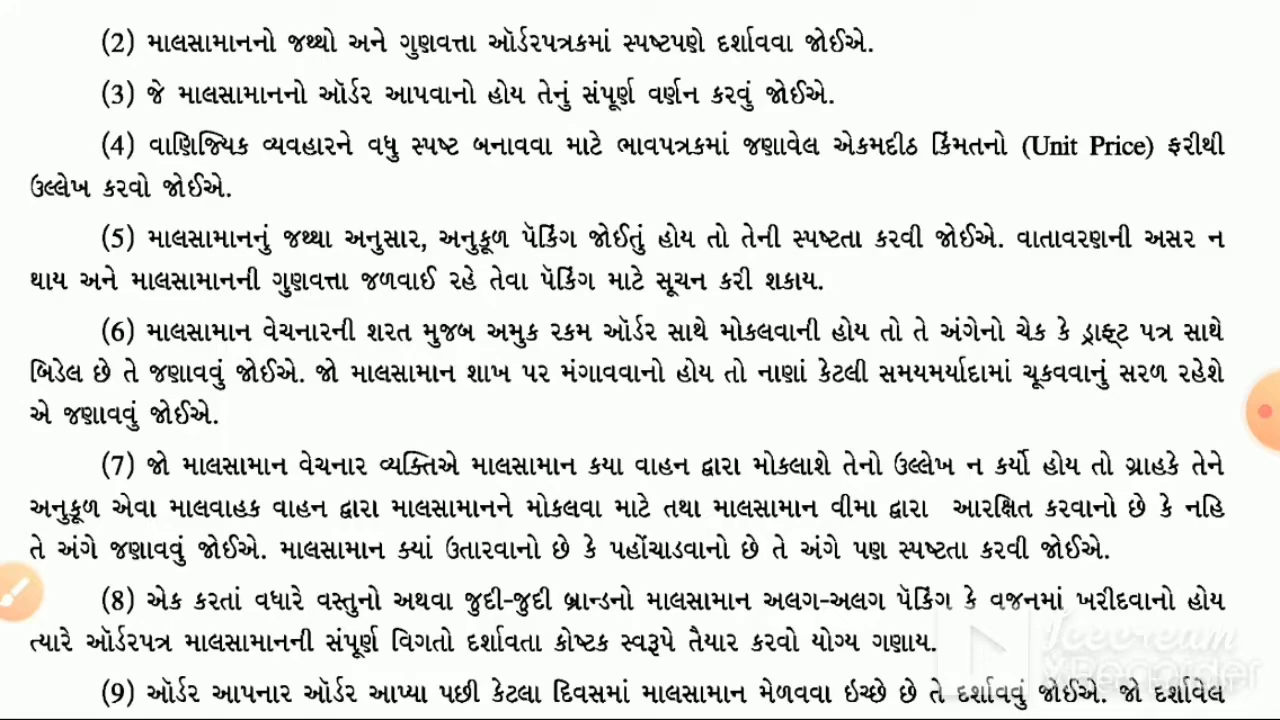 (2) માલસામાનનો જથ્થો અને ગુણવત્તા ઑર્ડરપત્રકમાં સ્પષ્ટપણે દર્શાવવા જોઈએ.
(3) જે માલસામાનનો ઑર્ડર આપવાનો હોય તેનું સંપૂર્ણ વર્ણન કરવું જોઈએ.
(4) વાણિજ્યિક વ્યવહારને વધુ સ્પષ્ટ બનાવવા માટે ભાવપત્રકમાં જણાવેલ એકમદીઠ કિંમતનો (Unit Price) ફરીથી
ઉલ્લેખ કરવો જોઈએ.
(5) માલસામાનનું જથ્થા અનુસાર, અનુકૂળ પૅકિંગ જોઈતું હોય તો તેની સ્પષ્ટતા કરવી જોઈએ. વાતાવરણની અસર ન
થાય અને માલસામાનની ગુણવત્તા જળવાઈ રહે તેવા પૅકિંગ માટે સૂચન કરી શકાય.
(6) માલસામાન વેચનારની શરત મુજબ અમુક રકમ ઑર્ડર સાથે મોકલવાની હોય તો તે અંગેનો ચેક કે ડ્રાફ્ટ પત્ર સાથે
બિડેલ છે તે જણાવવું જોઈએ. જો માલસામાન શાખ પર મંગાવવાનો હોય તો નાણાં કેટલી સમયમર્યાદામાં ચૂકવવાનું સરળ રહેશે
એ જણાવવું જોઈએ.
(7) જો માલસામાન વેચનાર વ્યક્તિએ માલસામાન કયા વાહન દ્વારા મોકલાશે તેનો ઉલ્લેખ ન કર્યો હોય તો ગ્રાહકે તેને
અનુકૂળ એવા માલવાહક વાહન દ્વારા માલસામાનને મોકલવા માટે તથા માલસામાન વીમા દ્વારા આરક્ષિત કરવાનો છે કે નહિ
તે અંગે જણાવવું જોઈએ. માલસામાન ક્યાં ઉતારવાનો છે કે પહોંચાડવાનો છે તે અંગે પણ સ્પષ્ટતા કરવી જોઈએ.
(8) એક કરતાં વધારે વસ્તુનો અથવા જુદી-જુદી બ્રાન્ડનો માલસામાન અલગ-અલગ પૅકિંગ કે વજનમાં ખરીદવાનો હોય
ત્યારે ઑર્ડરપત્ર માલસામાનની સંપૂર્ણ વિગતો દર્શાવતા કોષ્ટક સ્વરૂપે તૈયાર કરવો યોગ્ય ગણાય.
(9) ઑર્ડર આપનાર ઑર્ડર આપ્યા પછી કેટલા દિવસમાં માલસામાન મેળવવા ઇચ્છે છે તે દર્શાવવું જોઈએ. જો દર્શાવેલ